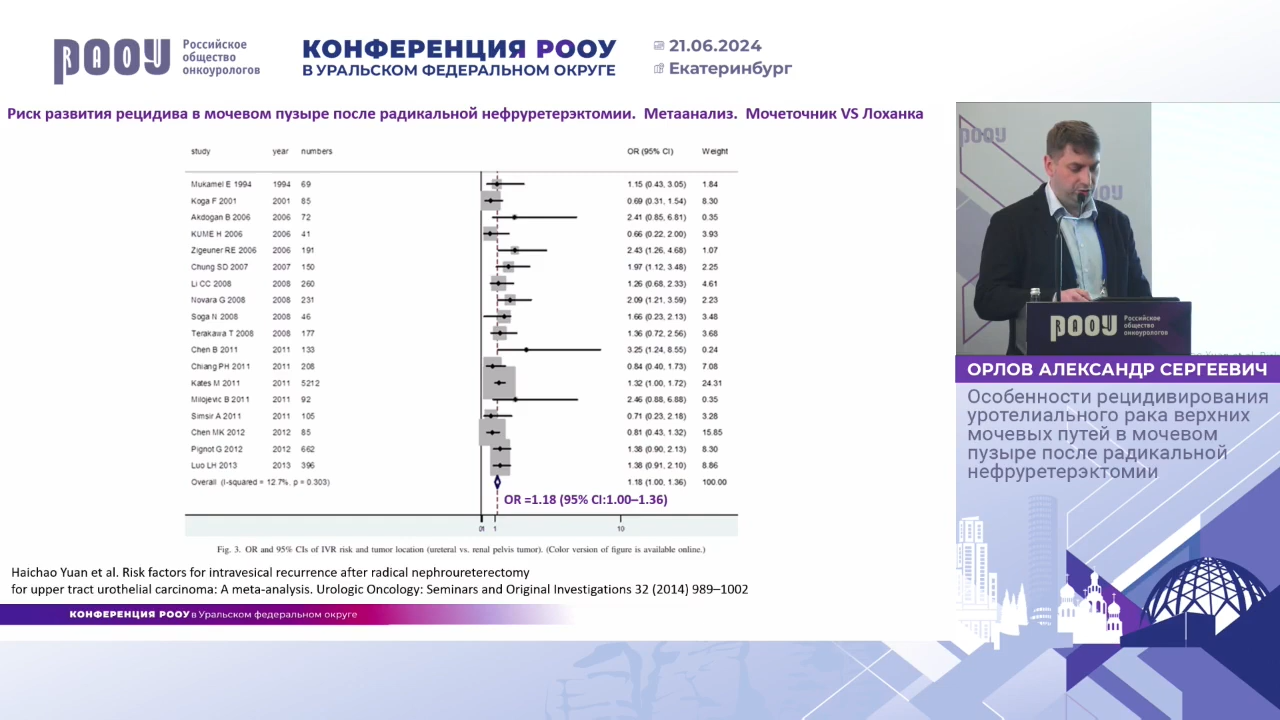 РООУ
Российское
общество
онкоурологов
КОНФЕРЕНЦИЯ РООУ
В УРАЛЬСКОМ ФЕДЕРАЛЬНОМ ОКРУГЕ
21.06.2024
Екатеринбург
Риск развития рецидива в мочевом пузыре после радикальной нефруретерэктомии. Метаанализ. Мочеточник VS Лоханка
study year numbers OR (95% CI) Weight
Mukamel E 1994 1994 69 1.15 (0.43, 3.05) 1.84
Koga F 2001 2001 85 0.69 (0.31, 1.54) 8.30
Akdogan B 2006 2006 72 2.41 (0.85, 6.81) 0.35
KUME H 2006 2006 41 0.66 (0.22, 2.00) 3.93
Zigeuner RE 2006 2006 191 2.43 (1.26, 4.68) 1.07
Chung SD 2007 2007 150 1.97 (1.12, 3.48) 2.25
Li CC 2008 2008 260 1.26 (0.68, 2.33) 4.61
Novara G 2008 2008 231 2.09 (1.21, 3.59) 2.23
Soga N 2008 2008 46 1.66 (0.23, 2.13) 3.48
Terakawa T 2008 2008 177 1.36 (0.72, 2.56) 3.68
Chen B 2011 2011 133 3.25 (1.24, 8.55) 0.24
Chiang PH 2011 2011 208 0.84 (0.40, 1.73) 7.08
Kates M 2011 2011 5212 1.32 (1.00, 1.72) 24.31
Milojevic B 2011 2011 92 2.46 (0.88, 6.88) 0.35
Simsir A 2011 2011 105 0.71 (0.23, 2.18) 3.28
Chen MK 2012 2012 85 0.81 (0.43, 1.32) 15.85
Pignot G 2012 2012 662 1.38 (0.90, 2.13) 8.30
Luo LH 2013 2013 396 1.38 (0.91, 2.10) 8.86
Overall (I-squared = 12.7%, p = 0.303) 1.18 (1.00, 1.36) 100.00
OR =1.18 (95% CI:1.00–1.36)
.01 1 10
Fig. 3. OR and 95% CIs of IVR risk and tumor location (ureteral vs. renal pelvis tumor). (Color version of figure is available online.)
Haichao Yuan et al. Risk factors for intravesical recurrence after radical nephroureterectomy
for upper tract urothelial carcinoma: A meta-analysis. Urologic Oncology: Seminars and Original Investigations 32 (2014) 989–1002
КОНФЕРЕНЦИЯ РООУ в Уральском федеральном округе
РООУ
РООУ
Российское
общество
онкоурологов
ОРЛОВ АЛЕКСАНДР СЕРГЕЕВИЧ
Особенности рецидивирования
уротелиального рака верхних
мочевых путей в мочевом
пузыре после радикальной
нефруретерэктомии